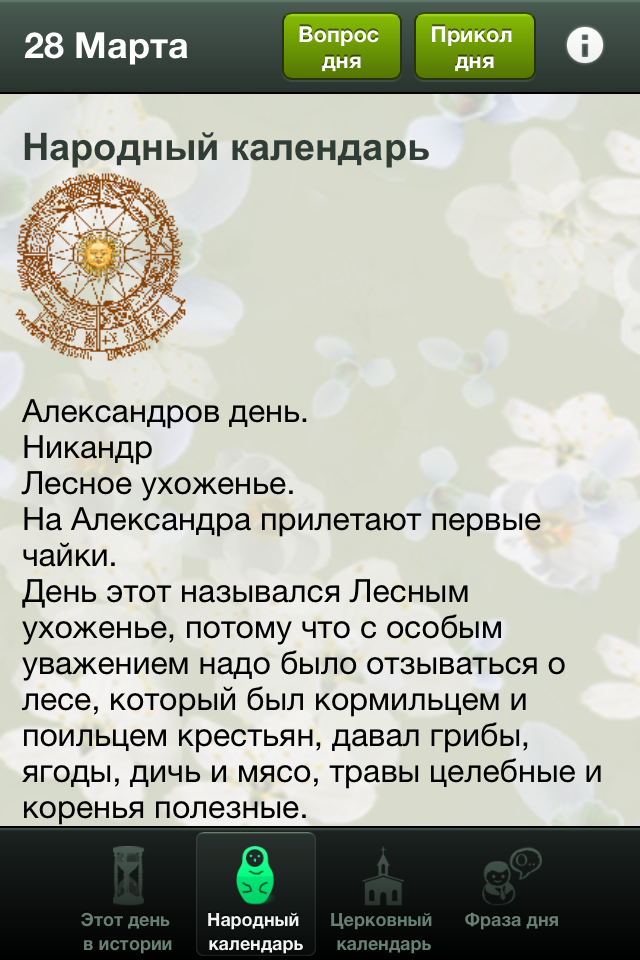 28 Марта
Вопрос
дня
Прикол
дня
Народный календарь
Александров день.
Никандр
Лесное ухоженье.
На Александра прилетают первые
чайки.
День этот назывался Лесным
ухоженье, потому что с особым
уважением надо было отзываться о
лесе, который был кормильцем и
поильцем крестьян, давал грибы,
ягоды, дичь и мясо, травы целебные и
коренья полезные.
Этот день
в истории
Народный
календарь
Церковный
календарь
Фраза дня